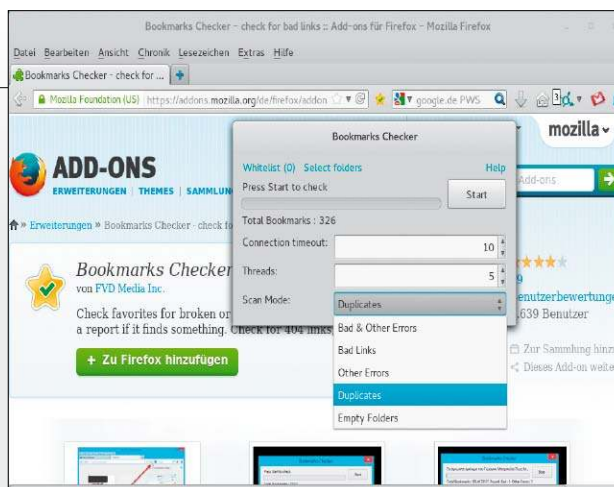 Bookmarks Checker - check for bad links :: Add-ons für Firefox - Mozilla Firefox
Datei Bearbeiten Ansicht Chronik Lesezeichen Extras Hilfe
Bookmarks Checker - check for ...
Mozilla Foundation (US) https://addons.mozilla.org/de/firefox/addon
google.de PWS
3
mozilla
ADD-ONS
ERWEITERUNGEN | THEMES | SAMMLUN
Add-ons
» Erweiterungen » Bookmarks Checker - check fo
Bookmarks Checker
von FVD Media Inc.
Check favorites for broken or
a report if it finds something. Check for 404 links,
+ Zu Firefox hinzufügen
9
enutzerbewertunge
639 Benutzer
Zur Sammlung hinz
Dieses Add-on weite
Bookmarks Checker
Whitelist (0) Select folders Help
Press Start to check
Start
Total Bookmarks : 326
Connection timeout: 10
Threads: 5
Scan Mode: Duplicates
Bad & Other Errors
Bad Links
Other Errors
Duplicates
Empty Folders